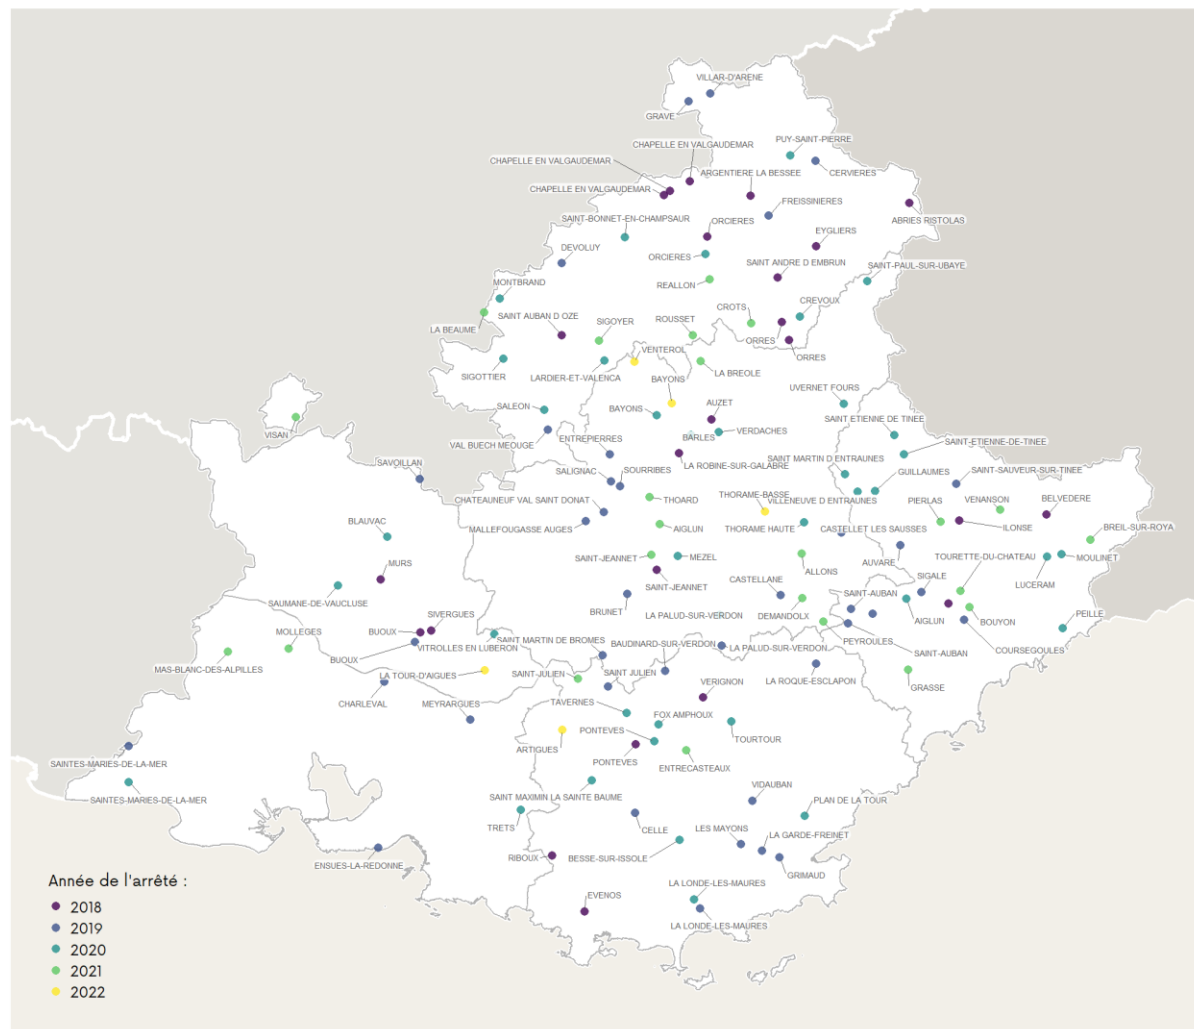 VILLAR-D'ARENE
GRAVE
PUY-SAINT-PIERRE
CHAPELLE EN VALGAUDEMAR
CHAPELLE EN VALGAUDEMAR
CERVIERES
ARGENTIERE LA BESSEE
CHAPELLE EN VALGAUDEMAR
FREISSINIERES
SAINT-BONNET-EN-CHAMPSAUR
ORCIERES
ABRIES RISTOLAS
EYGLIERS
DEVOLUY
ORCIERES
SAINT ANDRE D EMBRUN
SAINT-PAUL-SUR-UBAYE
MONTBRAND
REALLON
CREVOUX
CROTS
SAINT AUBAN D OZE
SIGOYER
ROUSSET
LA BEAUME
ORRES
VENTEROL
ORRES
SIGOTTIER
LARDIER-ET-VALENCA
BAYONS
LA BREOLE
UVERNET FOURS
SALEON
BAYONS
AUZET
SAINT ETIENNE DE TINEE
VISAN
VERDACHES
VAL BUECH MEOUGE
ENTREPIERRES
BARLES
SAINT-ETIENNE-DE-TINEE
SAVOILLAN
SAINT MARTIN D ENTRAUNES
LA ROBINE-SUR-GALABRE
SALIGNAC
SOURRIBES
GUILLAUMES
SAINT-SAUVEUR-SUR-TINEE
CHATEAUNEUF VAL SAINT DONAT
THOARD
THORAME-BASSE
VILLENEUVE D ENTRAUNES
PIERLAS
VENANSON
BELVEDERE
BLAUVAC
MALLEFOUGASSE AUGES
AIGLUN
THORAME HAUTE
CASTELLET LES SAUSSES
ILONSE
BREIL-SUR-ROYA
SAINT-JEANNET
MEZEL
TOURETTE-DU-CHATEAU
MOULINET
MURS
ALLONS
AUVARE
SIGALE
CASTELLANE
LUCERAM
SAINT-JEANNET
SAINT-AUBAN
SAUMANE-DE-VAUCLUSE
SIVERGUES
BRUNET
LA PALUD-SUR-VERDON
DEMANDOLX
AIGLUN
BOUYON
PEILLE
MOLLEGES
BUOUX
SAINT MARTIN DE BROMES
BAUDINARD-SUR-VERDON
PEYROULES
VITROLLES EN LUBERON
LA PALUD-SUR-VERDON
SAINT-AUBAN
COURSEGOULES
BUOUX
MAS-BLANC-DES-ALPILLES
LA TOUR-D'AIGUES
SAINT-JULIEN
SAINT JULIEN
LA ROQUE-ESCLAPON
GRASSE
VERIGNON
CHARLEVAL
MEYRARGUES
TAVERNES
FOX AMPHOUX
PONTEVES
TOURTOUR
ARTIGUES
PONTEVES
ENTRECASTEAUX
SAINTES-MARIES-DE-LA-MER
VIDAUBAN
SAINT MAXIMIN LA SAINTE BAUME
SAINTES-MARIES-DE-LA-MER
PLAN DE LA TOUR
TRETS
CELLE
LES MAYONS
LA GARDE-FREINET
RIBOUX
BESSE-SUR-ISSOLE
ENSUES-LA-REDONNE
GRIMAUD
LA LONDE-LES-MAURES
EVENOS
LA LONDE-LES-MAURES
Année de l'arrêté :
2018
2019
2020
2021
2022